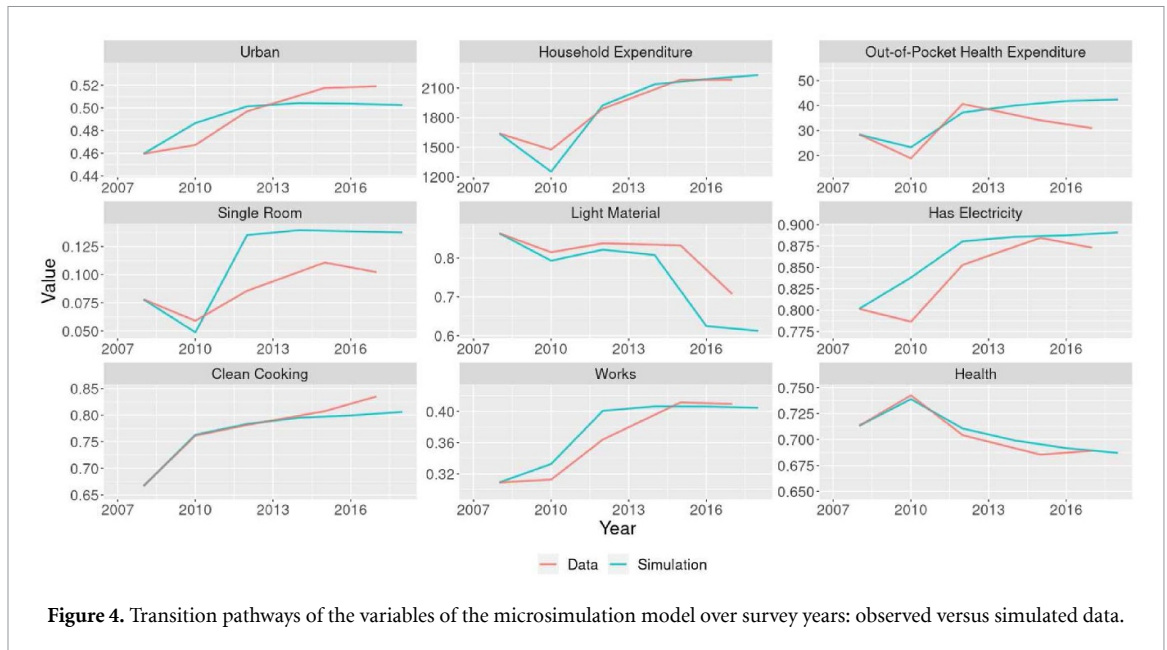 Urban
Household Expenditure
Out-of-Pocket Health Expenditure
0.52
0.50
0.48
0.46
0.44
2007 2010 2013 2016
2100
1800
1500
1200
2007 2010 2013 2016
50
40
30
20
2007 2010 2013 2016
Single Room
Light Material
Has Electricity
0.125
0.100
0.075
0.050
2007 2010 2013 2016
0.8
0.7
0.6
2007 2010 2013 2016
0.900
0.875
0.850
0.825
0.800
0.775
2007 2010 2013 2016
Clean Cooking
Works
Health
0.85
0.80
0.75
0.70
0.65
2007 2010 2013 2016
0.40
0.36
0.32
2007 2010 2013 2016
0.750
0.725
0.700
0.675
0.650
2007 2010 2013 2016
Value
Year
Data Simulation
Figure 4. Transition pathways of the variables of the microsimulation model over survey years: observed versus simulated data.